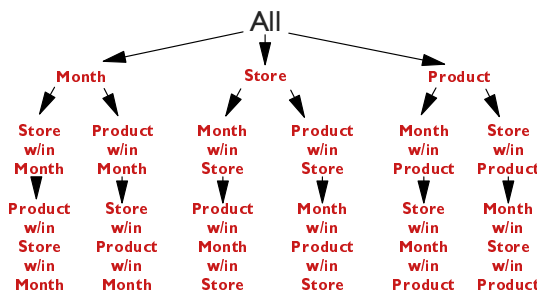 All
Month Store Product
Store Product Month Product Month Store
w/in w/in w/in w/in w/in w/in
Month Month Store Store Product Product
Product Store Product Month Store Month
w/in w/in w/in w/in w/in w/in
Store Product Month Product Month Store
w/in w/in w/in w/in w/in w/in
Month Month Store Store Product Product